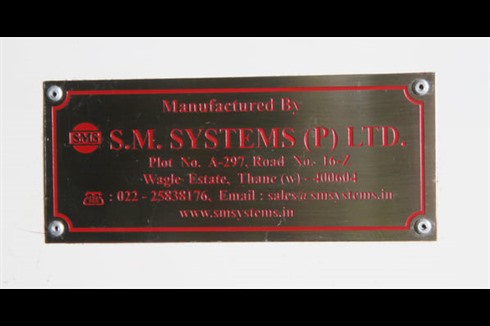 Manufactured By
SMS S.M. SYSTEMS (P) LTD.
Plot No. A-297, Road No.- 16-Z
Wagle Estate, Thane (w) - 400604
: 022 - 25838176, Email : sales@smsystems.in
www.smsystems.in